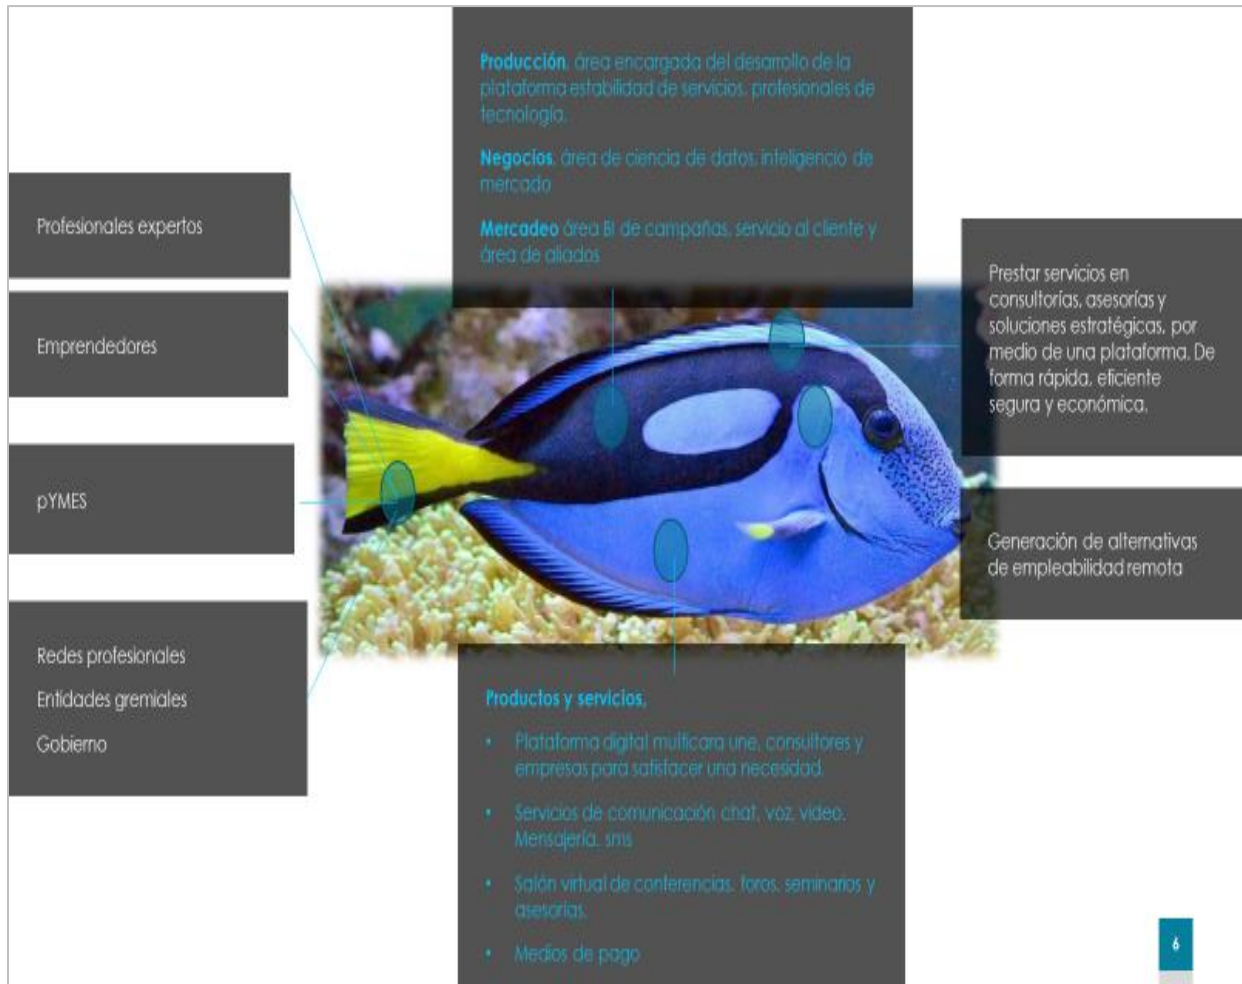 Producción, área encargada del desarrollo de la
plataforma estabilidad de servicios, profesionales de
tecnología.
Negocios, área de ciencia de datos, inteligencio de
mercado
Mercadeo área BI de campañas, servicio al cliente y
área de aliados
Profesionales expertos
Emprendedores
pYMES
Redes profesionales
Entidades gremiales
Gobierno
Prestar servicios en
consultorías, asesorías y
soluciones estratégicas, por
medio de una plataforma. De
forma rápida, eficiente
segura y económica.
Generación de alternativas
de empleabilidad remota
Productos y servicios,
• Plataforma digital multicara une, consultores y
empresas para satisfacer una necesidad.
• Servicios de comunicación chat, voz, video.
Mensajería. sms
• Salón virtual de conferencias, foros, seminarios y
asesorías.
• Medios de pago
6